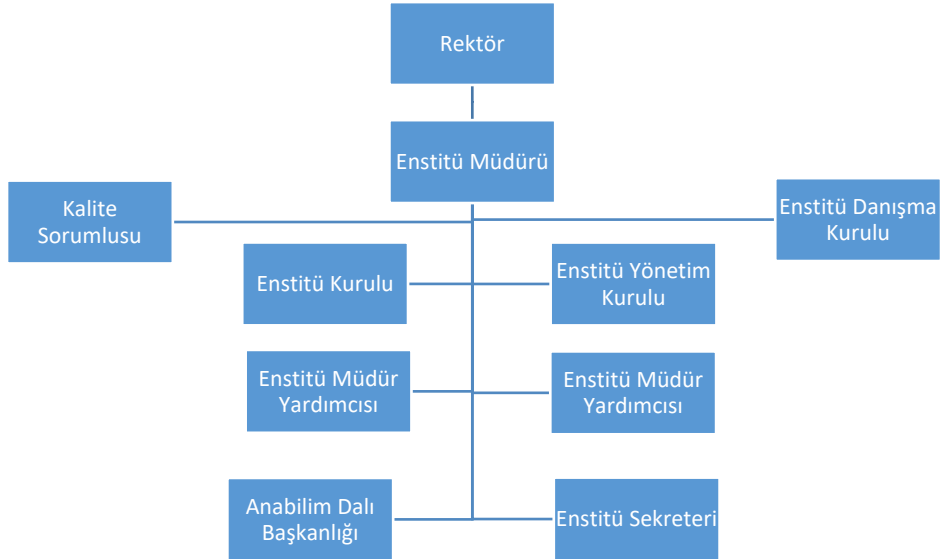 Rektör
Enstitü Müdürü
Kalite
Sorumlusu
Enstitü Danışma
Kurulu
Enstitü Kurulu
Enstitü Yönetim
Kurulu
Enstitü Müdür
Yardımcısı
Enstitü Müdür
Yardımcısı
Anabilim Dalı
Başkanlığı
Enstitü Sekreteri